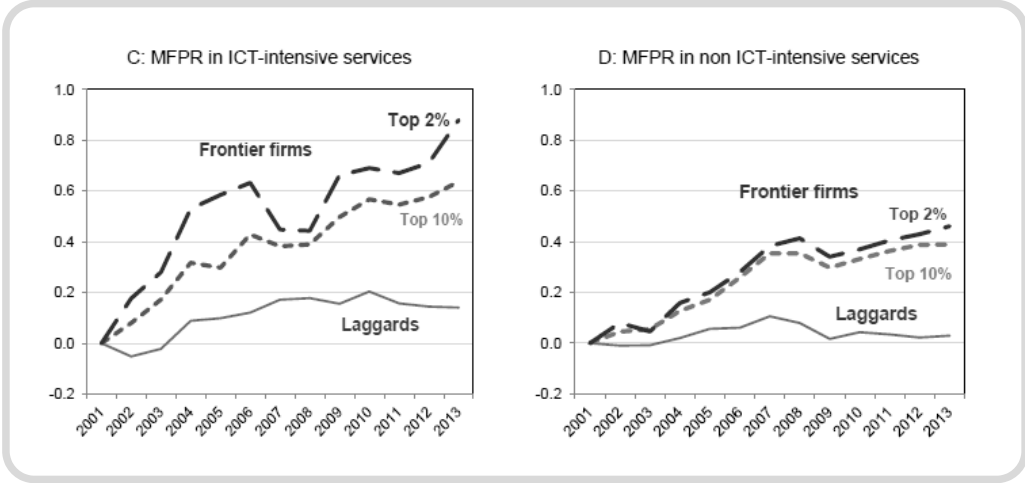 C: MFPR in ICT-intensive services
1.0
0.8
0.6
0.4
0.2
0.0
-0.2
Top 2%
Frontier firms
Top 10%
Laggards
2001 2002 2003 2004 2005 2006 2007 2008 2009 2010 2011 2012 2013
D: MFPR in non ICT-intensive services
1.0
0.8
0.6
0.4
0.2
0.0
-0.2
Frontier firms
Top 2%
Top 10%
Laggards
2001 2002 2003 2004 2005 2006 2007 2008 2009 2010 2011 2012 2013